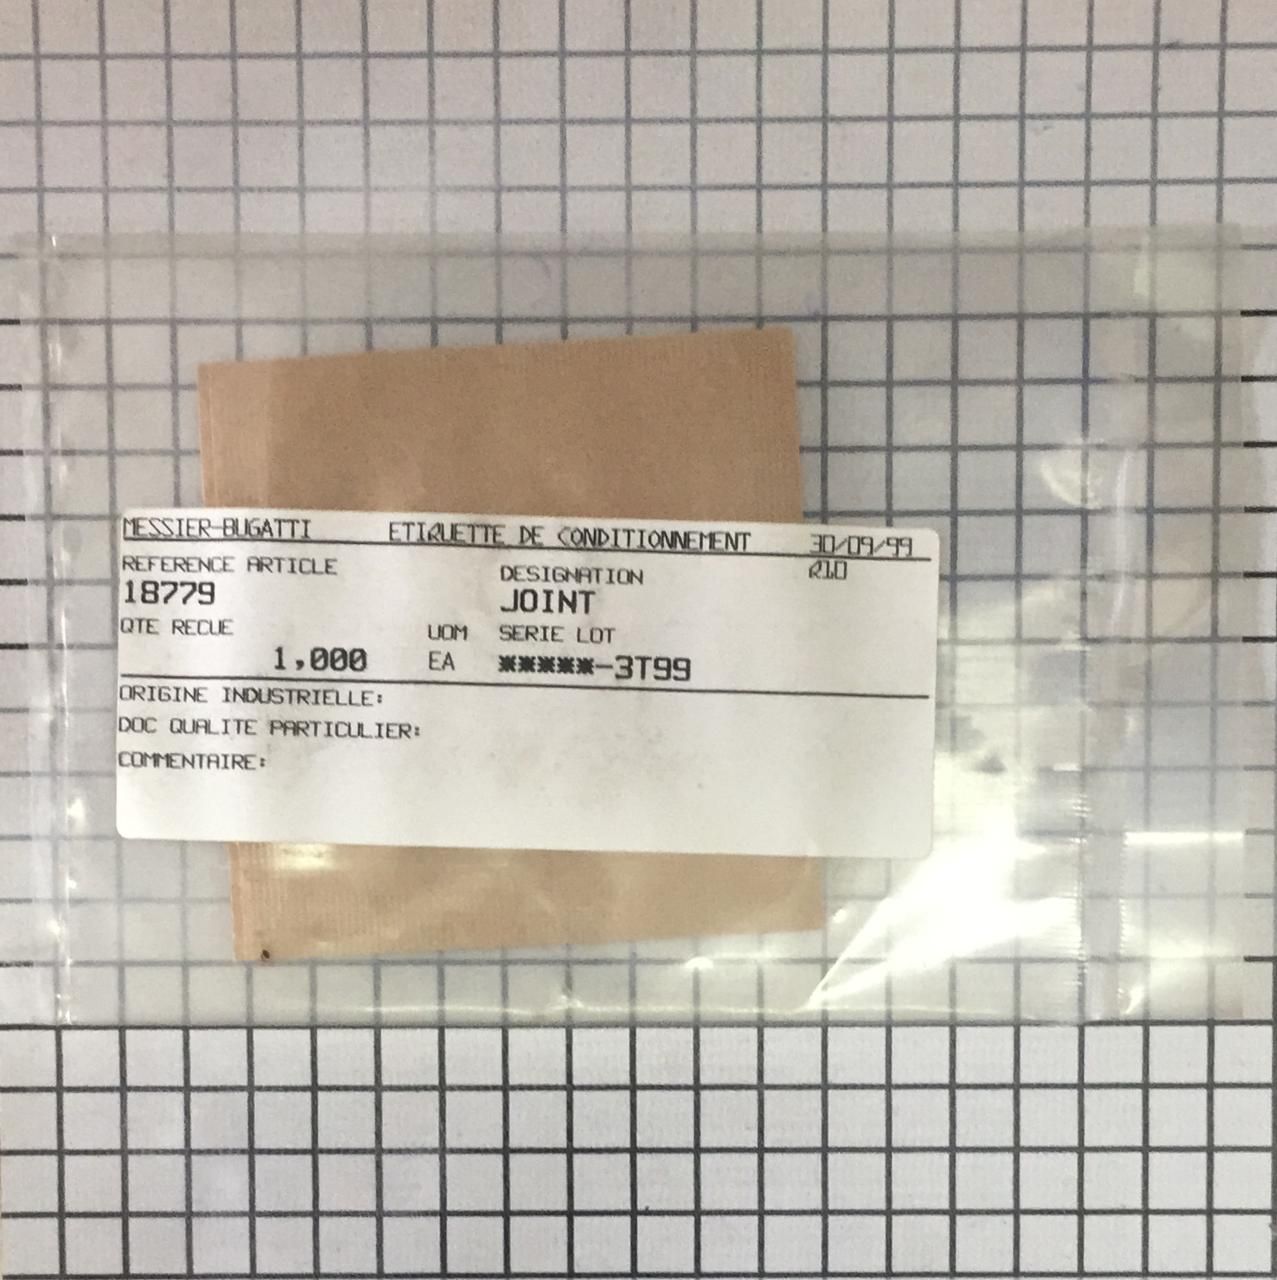 MESSIER-BUGATTI ETIQUETTE DE CONDITIONNEMENT 30/09/99
REFERENCE ARTICLE DESIGNATION R10
18779 JOINT
QTE RECUE UOM SERIE LOT
1,000 EA *****-3T99
ORIGINE INDUSTRIELLE:
DOC QUALITE PARTICULIER:
COMMENTAIRE: